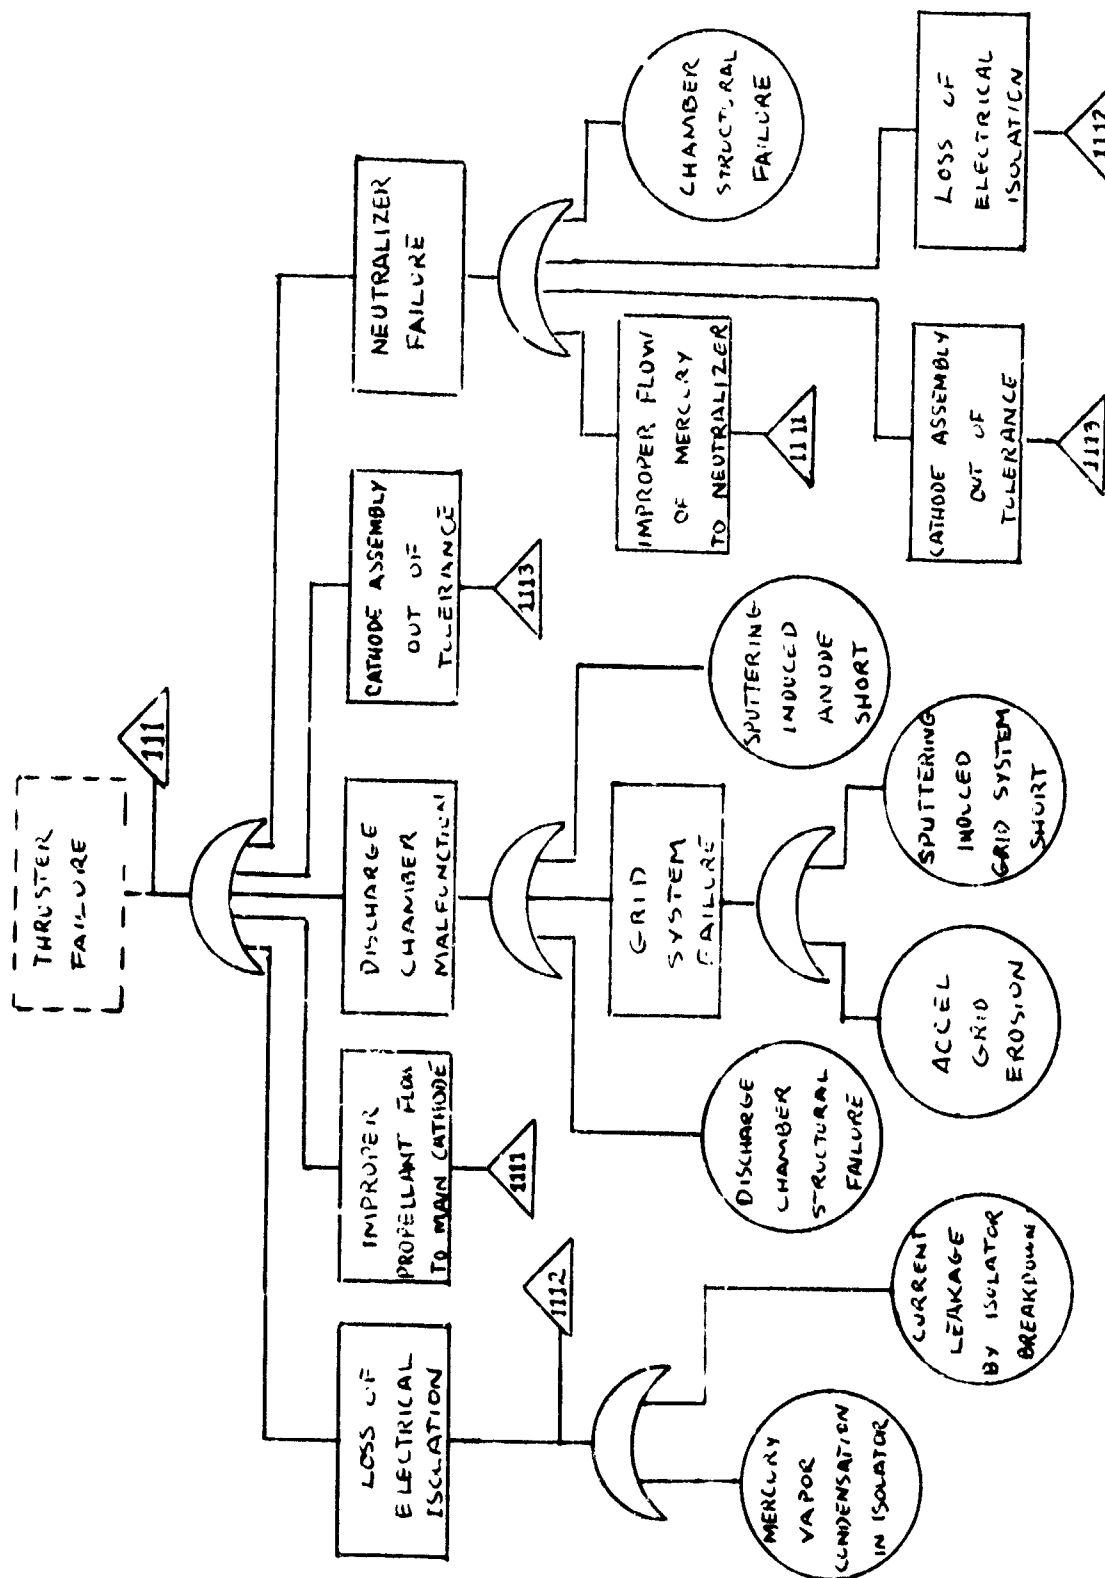 THRUSTER
FAILURE
111
LOSS OF
ELECTRICAL
ISOLATION
IMPROPER
PROPELLANT FLOW
TO MAIN CATHODE
DISCHARGE
CHAMBER
MALFUNCTION
CATHODE ASSEMBLY
OUT OF
TOLERANCE
NEUTRALIZER
FAILURE
1112
1111
1113
MERCURY
VAPOR
CONDENSATION
IN ISOLATOR
CURRENT
LEAKAGE
BY ISOLATOR
BREAKDOWN
DISCHARGE
CHAMBER
STRUCTURAL
FAILURE
GRID
SYSTEM
FAILURE
SPUTTERING
INDUCED
ANODE
SHORT
ACCEL
GRID
EROSION
SPUTTERING
INDUCED
GRID SYSTEM
SHORT
IMPROPER FLOW
OF MERCURY
TO NEUTRALIZER
1111
CHAMBER
STRUCTURAL
FAILURE
CATHODE ASSEMBLY
OUT OF
TOLERANCE
1113
LOSS OF
ELECTRICAL
ISOLATION
1112